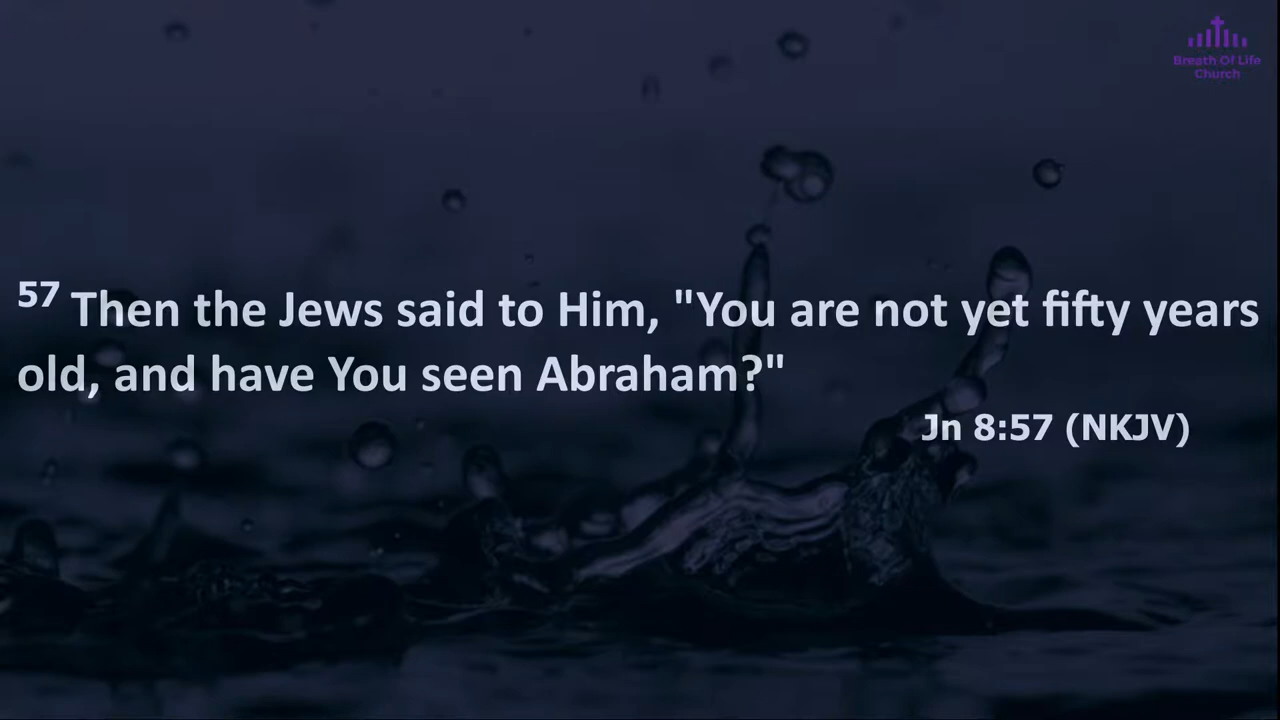 Breath Of Life
Church
57 Then the Jews said to Him, "You are not yet fifty years
old, and have You seen Abraham?"
Jn 8:57 (NKJV)